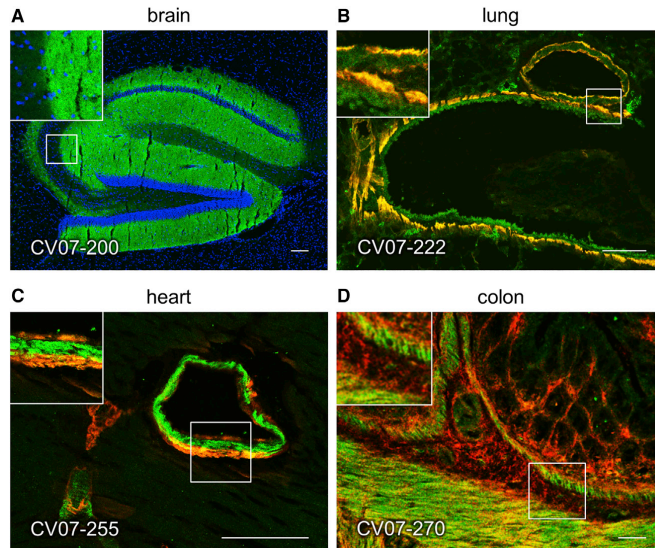 A brain
CV07-200
B lung
CV07-222
C heart
CV07-255
D colon
CV07-270